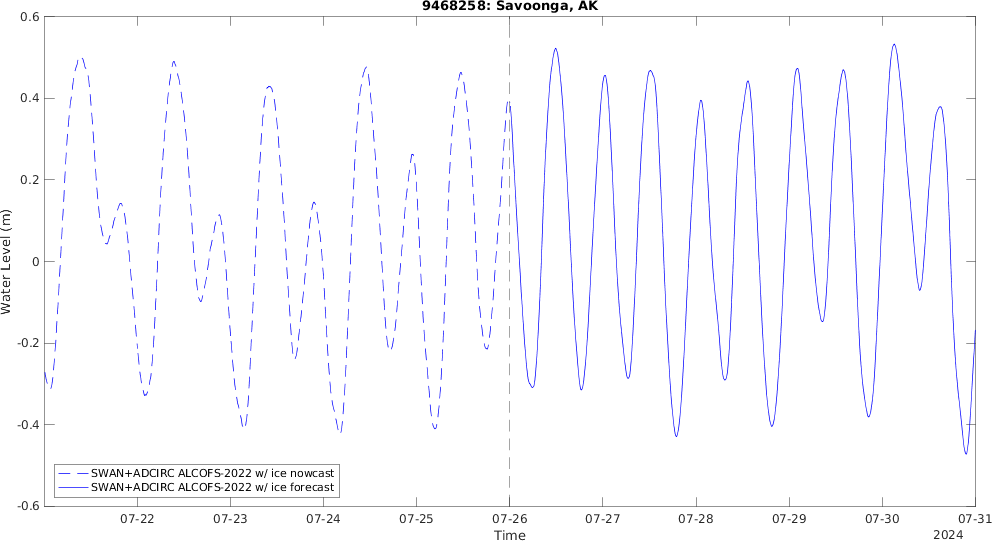 9468258: Savoonga, AK
0.6
0.4
0.2
0
-0.2
-0.4
-0.6
Water Level (m)
SWAN+ADCIRC ALCOFS-2022 w/ ice nowcast
SWAN+ADCIRC ALCOFS-2022 w/ ice forecast
07-22 07-23 07-24 07-25 07-26 07-27 07-28 07-29 07-30 07-31
Time
2024